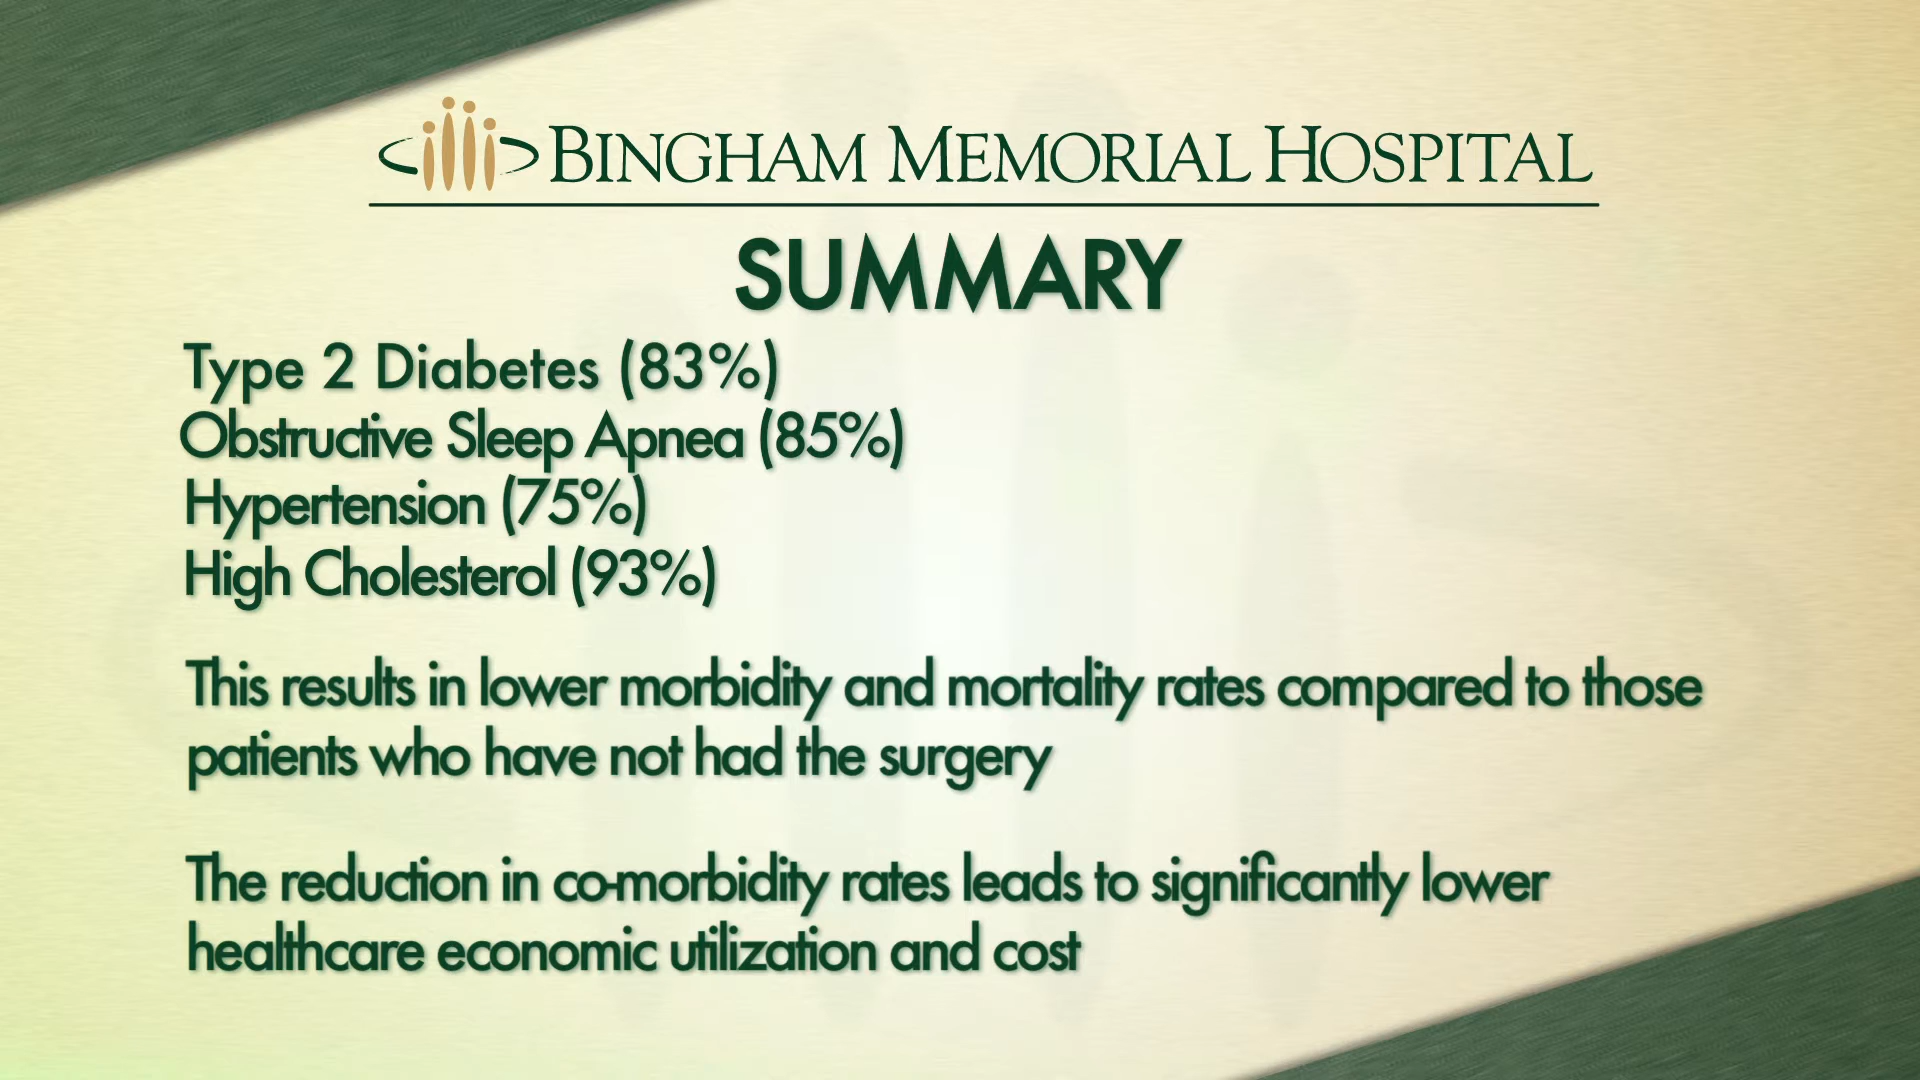 BINGHAM MEMORIAL HOSPITAL
SUMMARY
Type 2 Diabetes (83%)
Obstructive Sleep Apnea (85%)
Hypertension (75%)
High Cholesterol (93%)
This results in lower morbidity and mortality rates compared to those
patients who have not had the surgery
The reduction in co-morbidity rates leads to significantly lower
healthcare economic utilization and cost